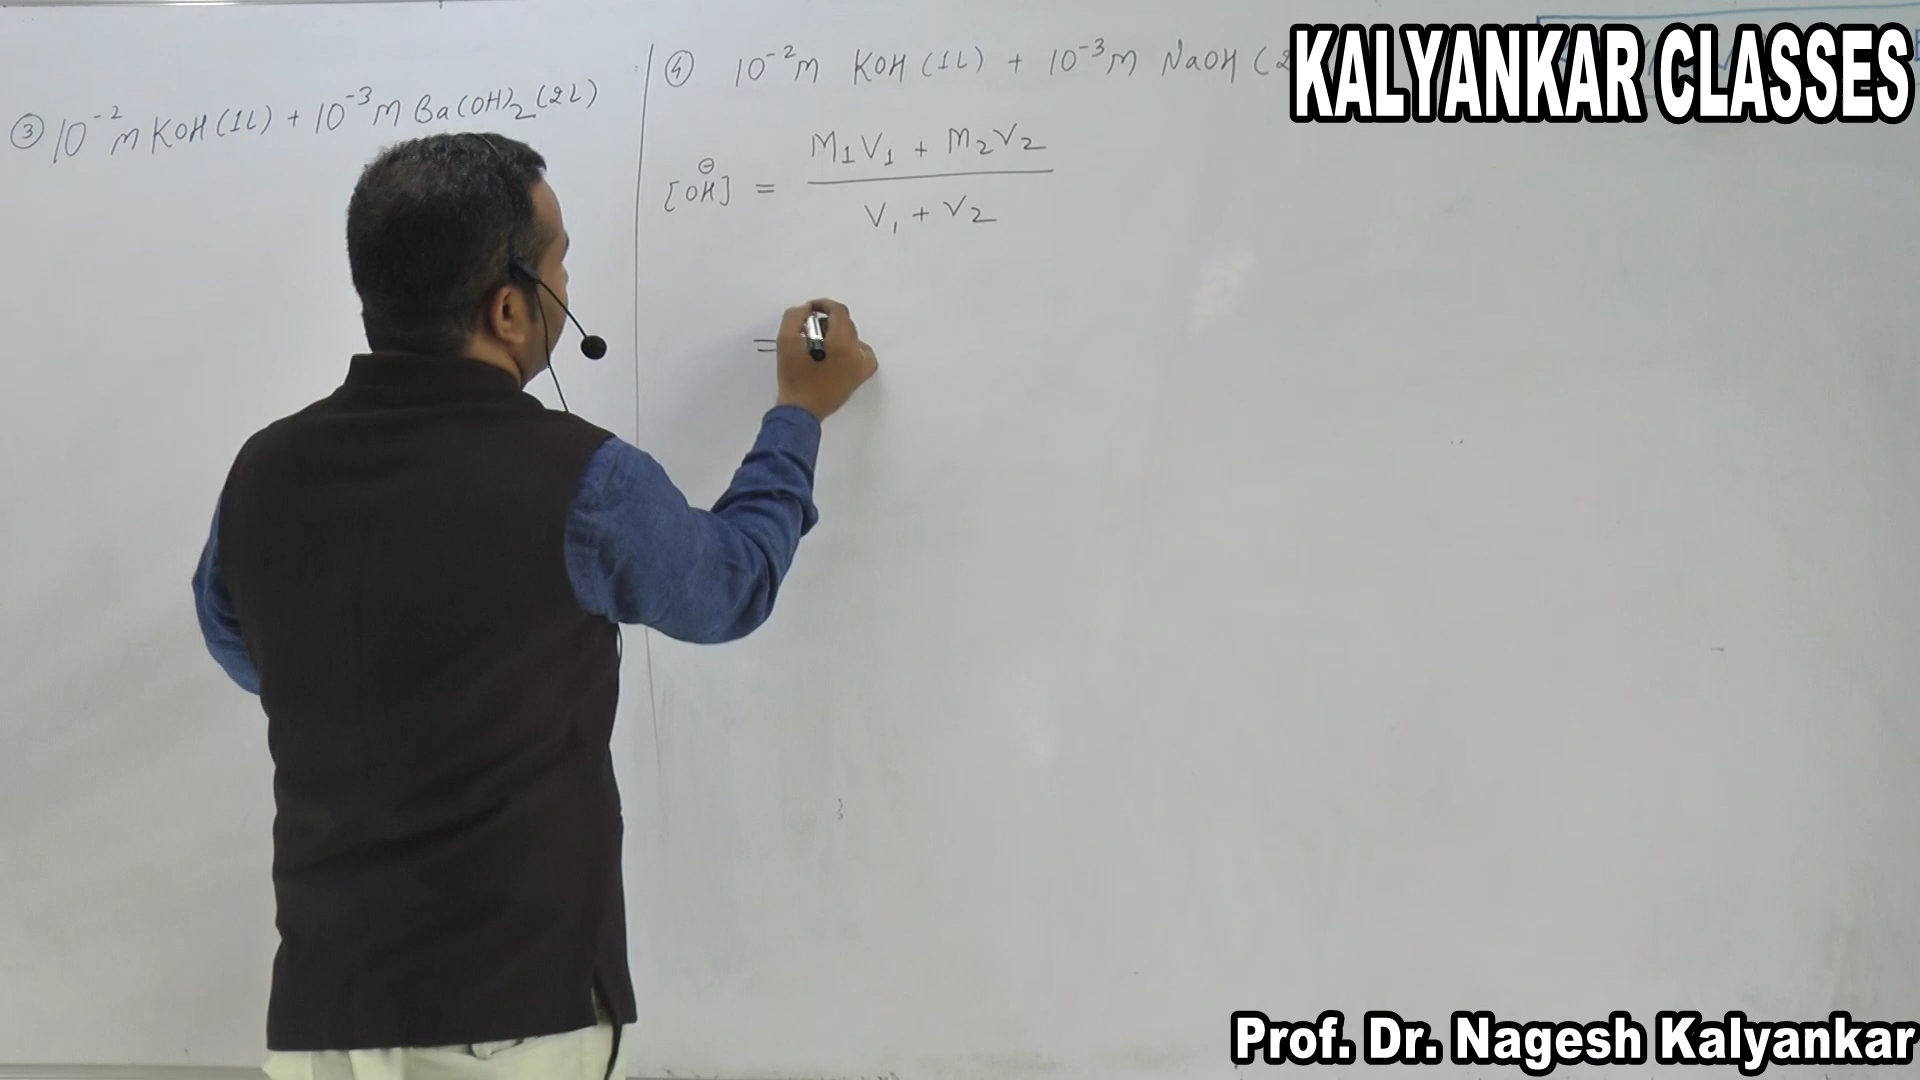 KALYANKAR CLASSES
③ 10⁻² M KOH (1L) + 10⁻³ M Ba(OH)₂ (2L)
④ 10⁻² M KOH (1L) + 10⁻³ M NaOH (2
[OH⊖] = M₁V₁ + M₂V₂ / V₁ + V₂
=
Prof. Dr. Nagesh Kalyankar